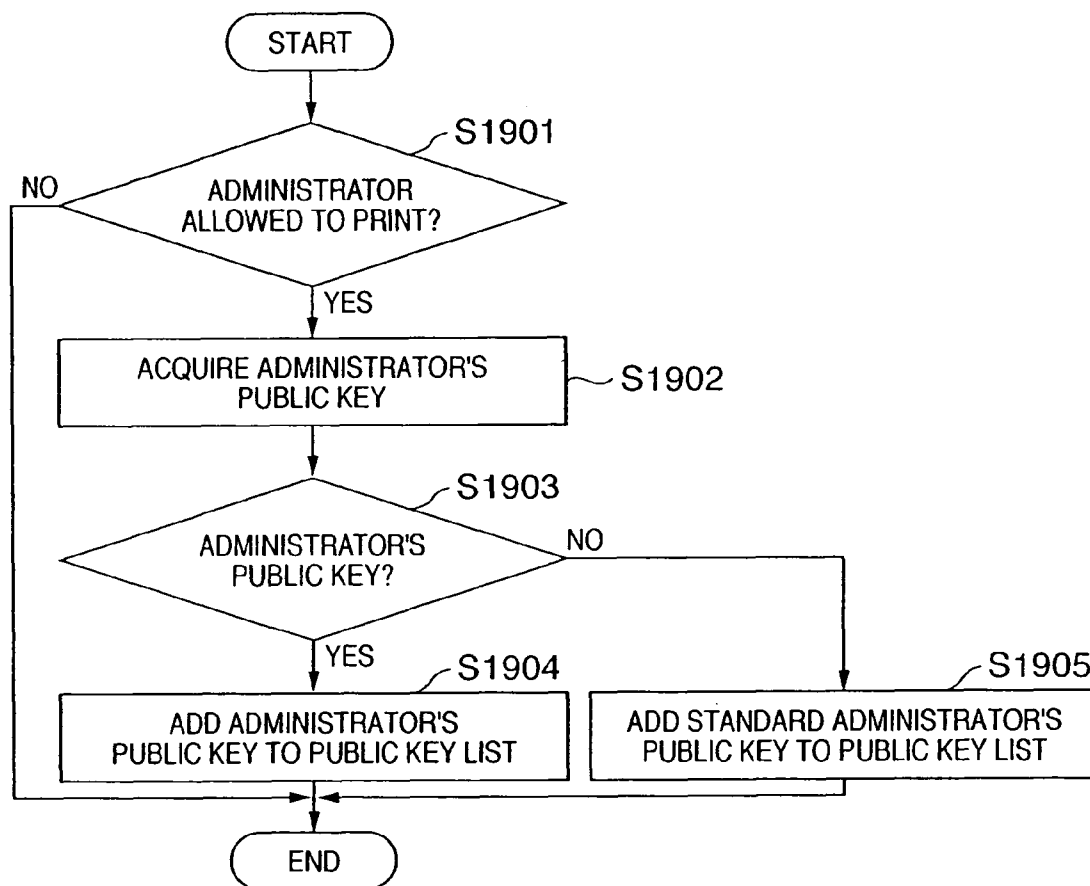 START
S1901
NO
ADMINISTRATOR
ALLOWED TO PRINT?
YES
ACQUIRE ADMINISTRATOR'S
PUBLIC KEY
S1902
S1903
ADMINISTRATOR'S
PUBLIC KEY?
NO
YES
S1904
ADD ADMINISTRATOR'S
PUBLIC KEY TO PUBLIC KEY LIST
S1905
ADD STANDARD ADMINISTRATOR'S
PUBLIC KEY TO PUBLIC KEY LIST
END